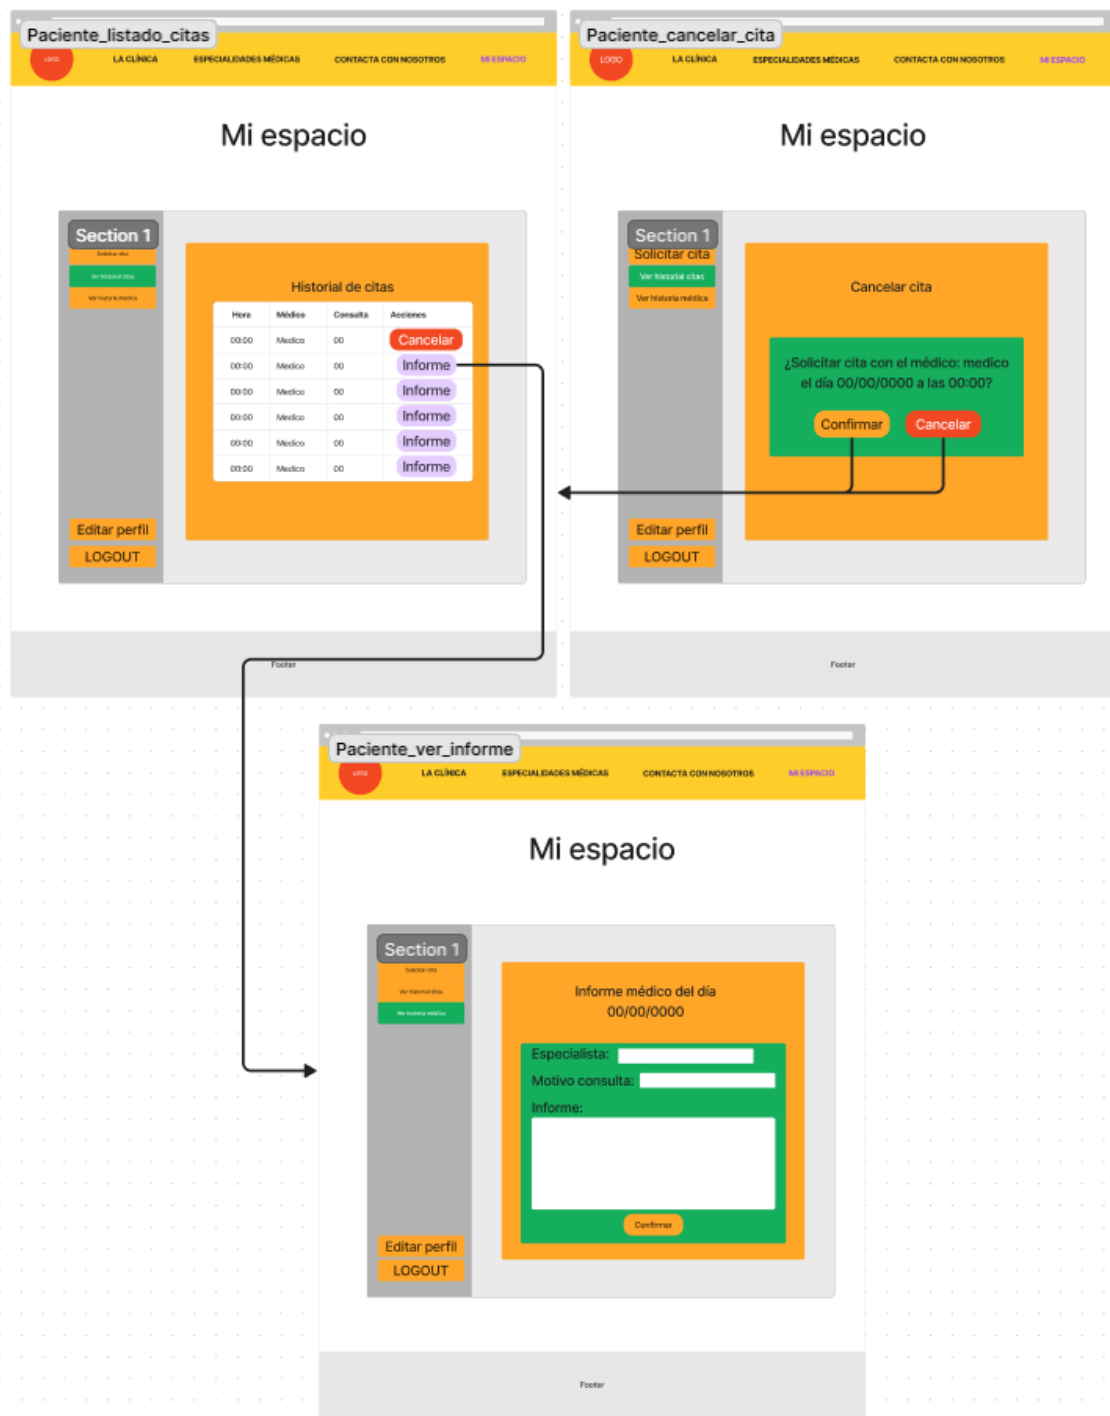 Paciente_listado_citas
LOGO LA CLÍNICA ESPECIALIDADES MÉDICAS CONTACTA CON NOSOTROS MI ESPACIO
Mi espacio
Section 1
Solicitar cita
Ver historial citas
Ver historia médica
Historial de citas
Hora Médico Consulta Acciones
00:00 Medico 00 Cancelar
00:00 Medico 00 Informe
00:00 Medico 00 Informe
00:00 Medico 00 Informe
00:00 Medico 00 Informe
00:00 Medico 00 Informe
Editar perfil
LOGOUT
Footer
Paciente_cancelar_cita
LOGO LA CLÍNICA ESPECIALIDADES MÉDICAS CONTACTA CON NOSOTROS MI ESPACIO
Mi espacio
Section 1
Solicitar cita
Ver historial citas
Ver historia médica
Cancelar cita
¿Solicitar cita con el médico: medico
el día 00/00/0000 a las 00:00?
Confirmar Cancelar
Editar perfil
LOGOUT
Footer
Paciente_ver_informe
LOGO LA CLÍNICA ESPECIALIDADES MÉDICAS CONTACTA CON NOSOTROS MI ESPACIO
Mi espacio
Section 1
Solicitar cita
Ver historial citas
Ver historia médica
Informe médico del día
00/00/0000
Especialista:
Motivo consulta:
Informe:
Confirmar
Editar perfil
LOGOUT
Footer